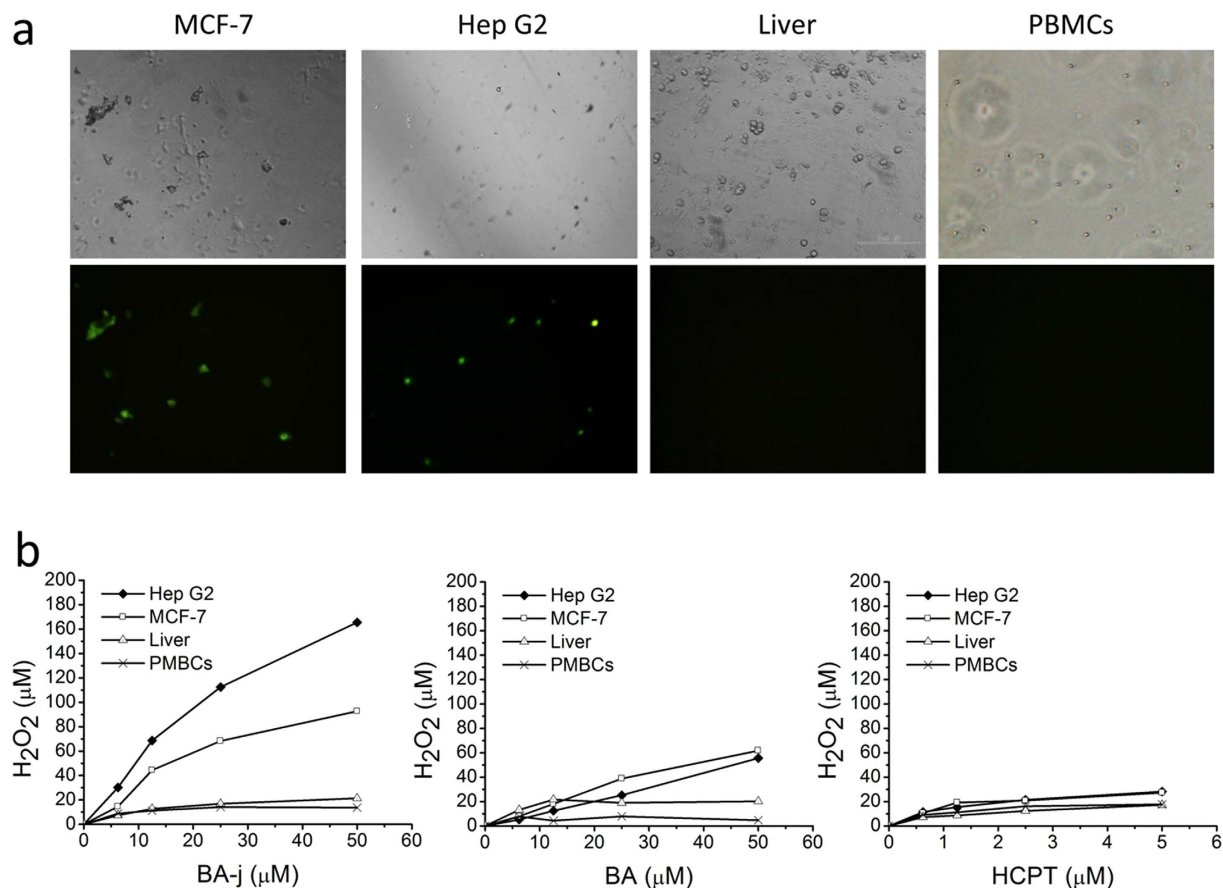 a
MCF-7
Hep G2
Liver
PBMCs
b
200
180
160
140
120
100
80
60
40
20
0
H₂O₂ (μM)
Hep G2
MCF-7
Liver
PMBCs
0 10 20 30 40 50 60
BA-j (μM)
200
180
160
140
120
100
80
60
40
20
0
H₂O₂ (μM)
Hep G2
MCF-7
Liver
PMBCs
0 10 20 30 40 50 60
BA (μM)
200
180
160
140
120
100
80
60
40
20
0
H₂O₂ (μM)
Hep G2
MCF-7
Liver
PMBCs
0 1 2 3 4 5 6
HCPT (μM)